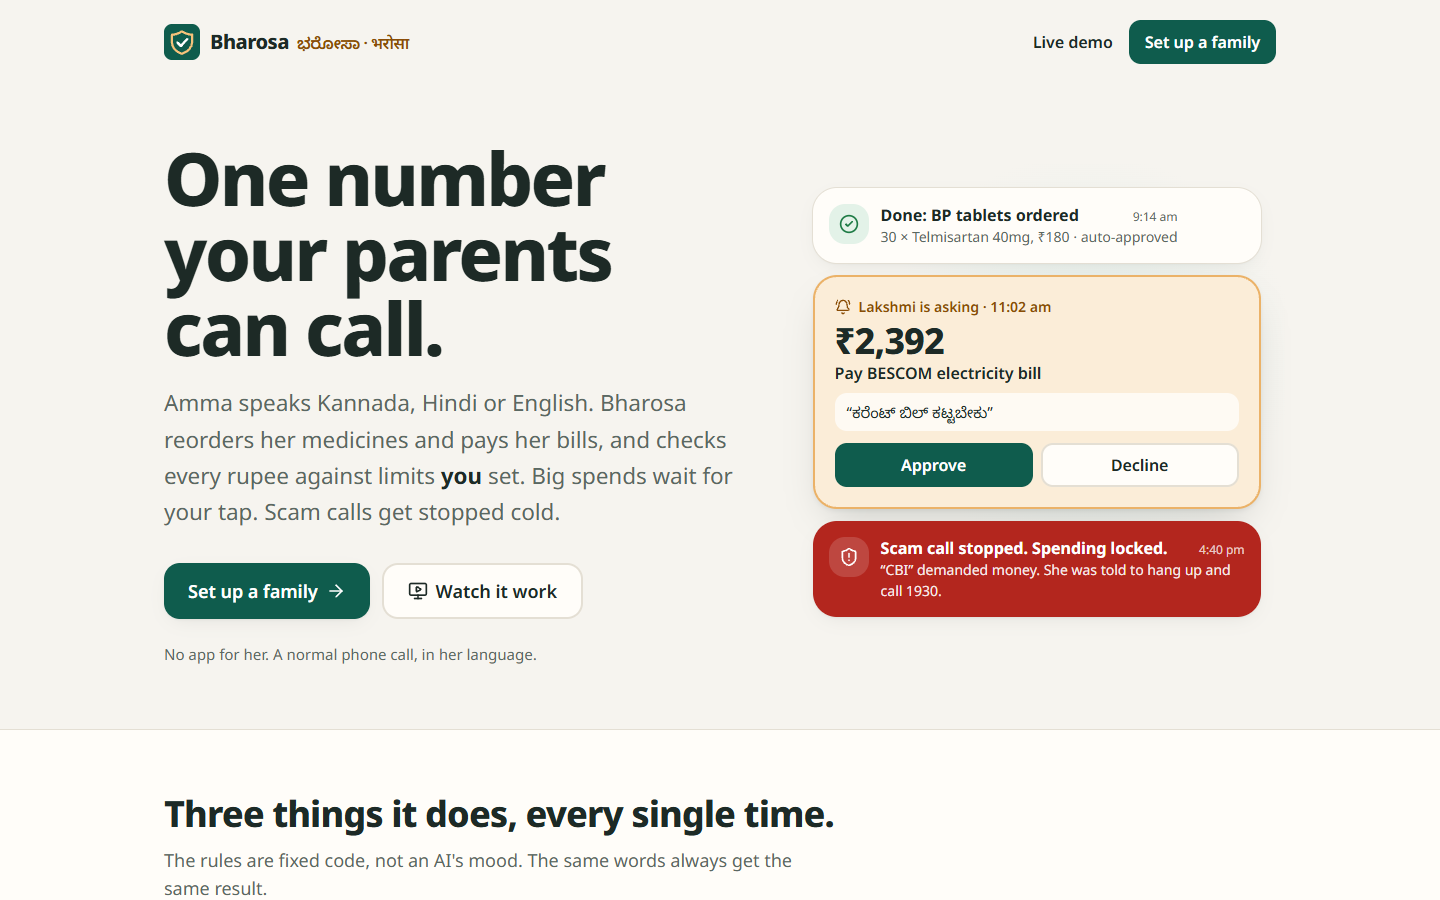 Bharosa ಭರೋಸಾ · भरोसा
Live demo
Set up a family
One number
your parents
can call.
Amma speaks Kannada, Hindi or English. Bharosa
reorders her medicines and pays her bills, and checks
every rupee against limits you set. Big spends wait for
your tap. Scam calls get stopped cold.
Set up a family →
Watch it work
No app for her. A normal phone call, in her language.
Done: BP tablets ordered 9:14 am
30 × Telmisartan 40mg, ₹180 · auto-approved
Lakshmi is asking · 11:02 am
₹2,392
Pay BESCOM electricity bill
“ಕರೆಂಟ್ ಬಿಲ್ ಕಟ್ಟಬೇಕು”
Approve
Decline
Scam call stopped. Spending locked. 4:40 pm
“CBI” demanded money. She was told to hang up and
call 1930.
Three things it does, every single time.
The rules are fixed code, not an AI's mood. The same words always get the
same result.